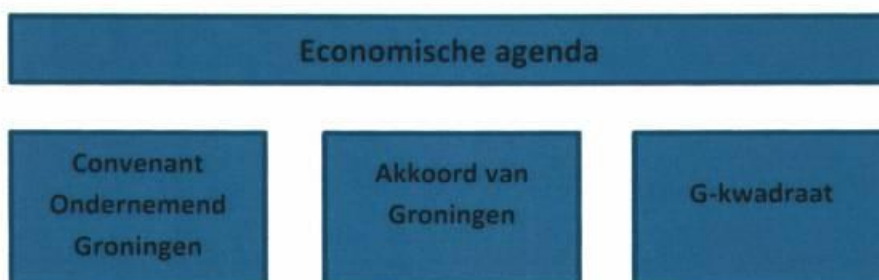 Economische agenda
Convenant
Ondernemend
Groningen
Akkoord van
Groningen
G-kwadraat